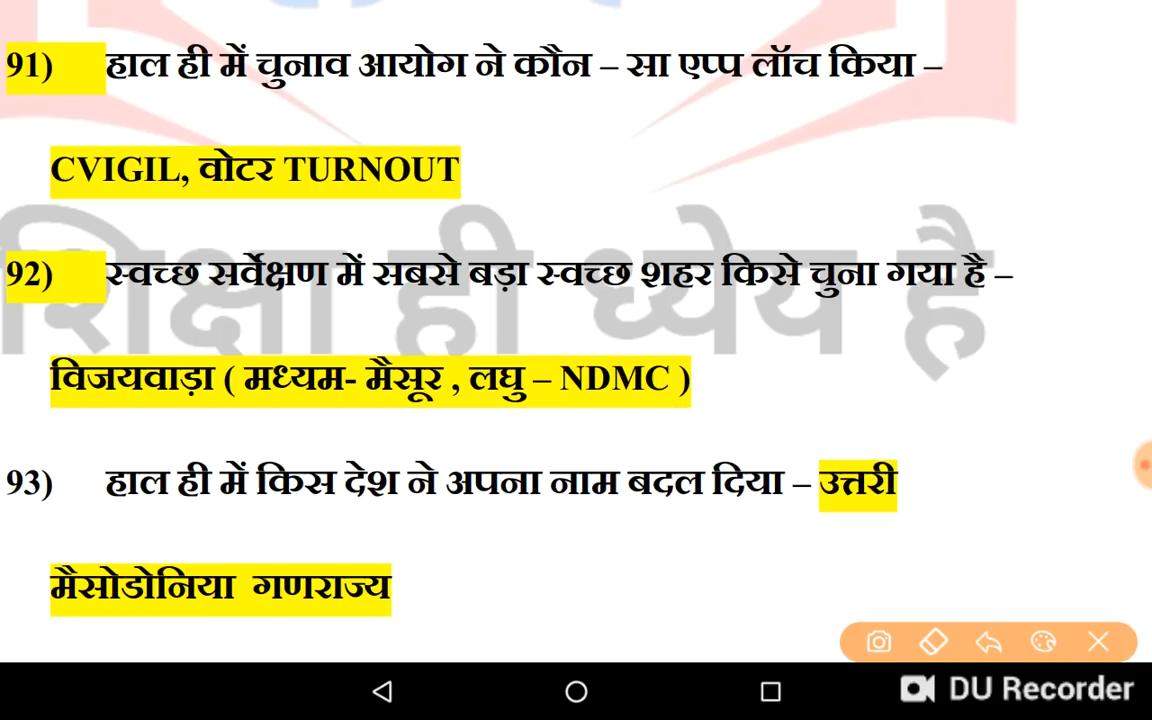 91) हाल ही में चुनाव आयोग ने कौन – सा एप्प लॉच किया –
CVIGIL, वोटर TURNOUT
92) स्वच्छ सर्वेक्षण में सबसे बड़ा स्वच्छ शहर किसे चुना गया है –
शिक्षा ही ध्येय है
विजयवाड़ा ( मध्यम- मैसूर , लघु – NDMC )
93) हाल ही में किस देश ने अपना नाम बदल दिया – उत्तरी
मैसोडोनिया गणराज्य
DU Recorder